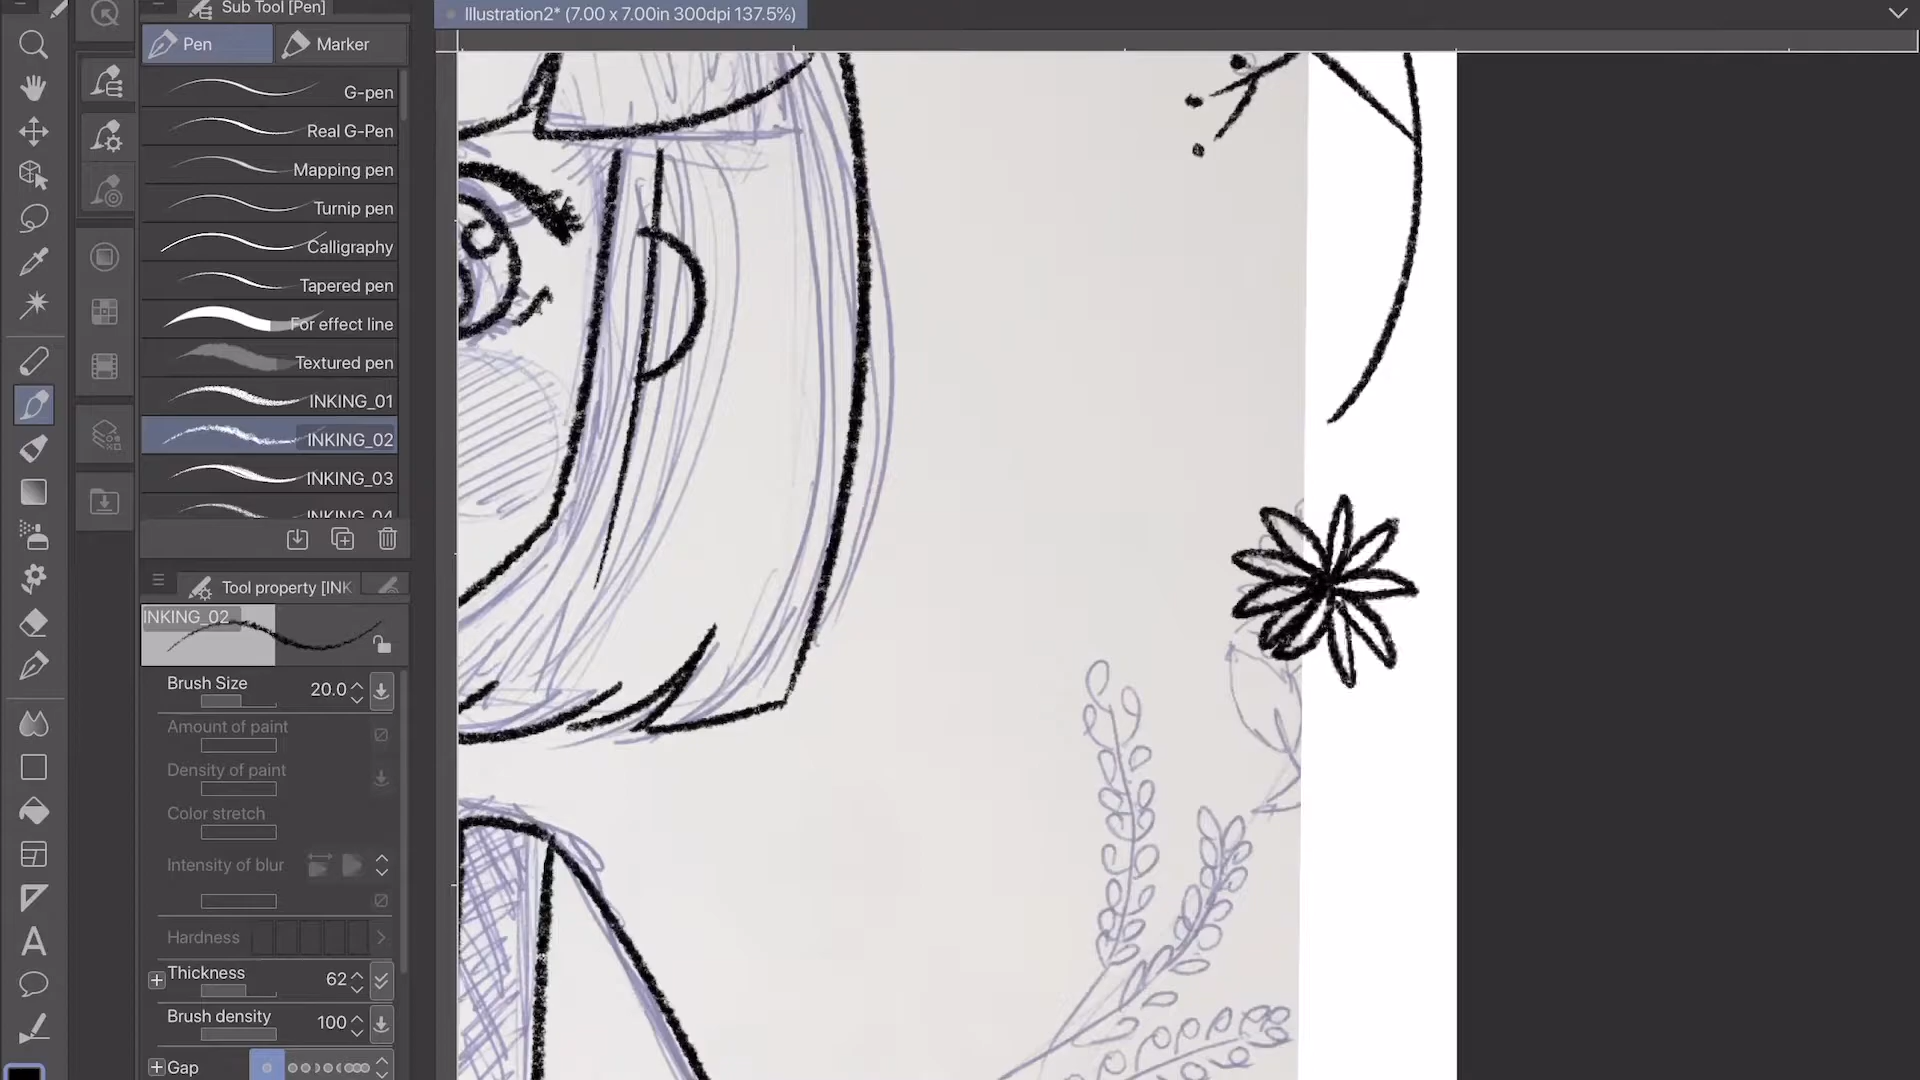 Sub Tool [Pen]
Illustration2* (7.00 x 7.00in 300dpi 137.5%)
Pen
Marker
G-pen
Real G-Pen
Mapping pen
Turnip pen
Calligraphy
Tapered pen
For effect line
Textured pen
INKING_01
INKING_02
INKING_03
INKING_04
Tool property [INK
INKING_02
Brush Size 20.0
Amount of paint
Density of paint
Color stretch
Intensity of blur
Hardness
Thickness 62
Brush density 100
Gap